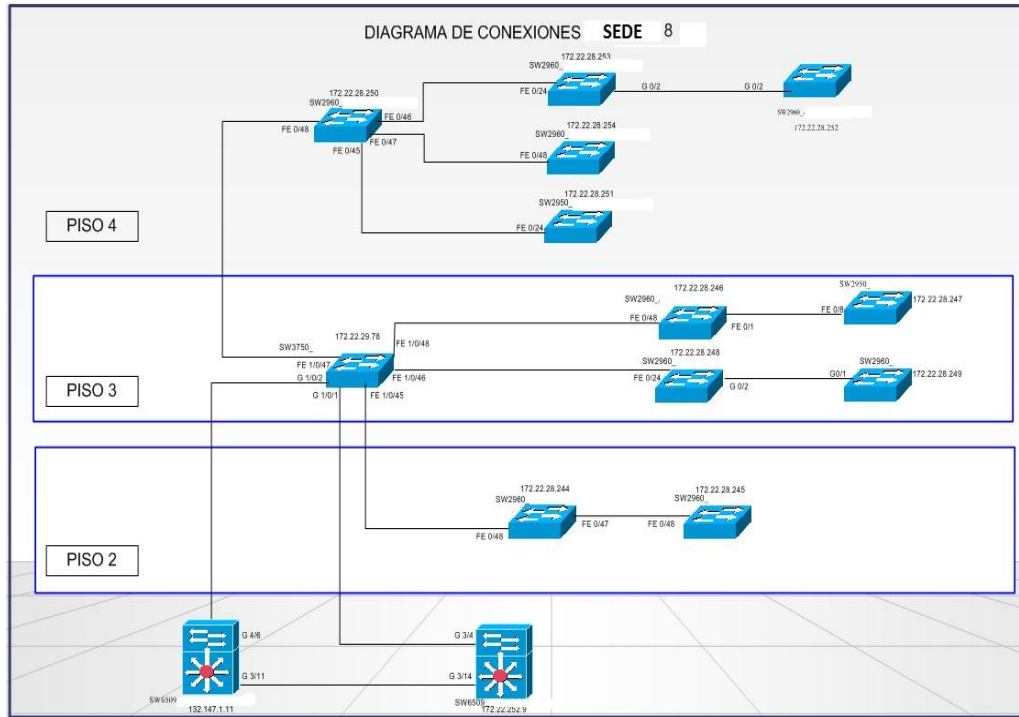 DIAGRAMA DE CONEXIONES SEDE 8
172.22.28.253
SW2960_
FE 0/24
G 0/2
G 0/2
SW2960_
172.22.28.252
172.22.28.250
SW2960_
FE 0/48
FE 0/46
FE 0/47
FE 0/45
172.22.28.254
SW2960_
FE 0/48
172.22.28.251
SW2950_
FE 0/24
PISO 4
172.22.28.246
SW2960_
FE 0/48
FE 0/1
SW2950_
FE 0/8
172.22.28.247
172.22.29.78
SW3750_
FE 1/0/48
FE 1/0/47
G 1/0/2
FE 1/0/46
G 1/0/1
FE 1/0/45
172.22.28.248
SW2960_
FE 0/24
G 0/2
SW2960_
G0/1
172.22.28.249
PISO 3
172.22.28.244
SW2960_
FE 0/48
FE 0/47
172.22.28.245
SW2960_
FE 0/48
PISO 2
G 4/6
G 3/11
SW6509
132.147.1.11
G 3/4
G 3/14
SW6509
172.22.252.9